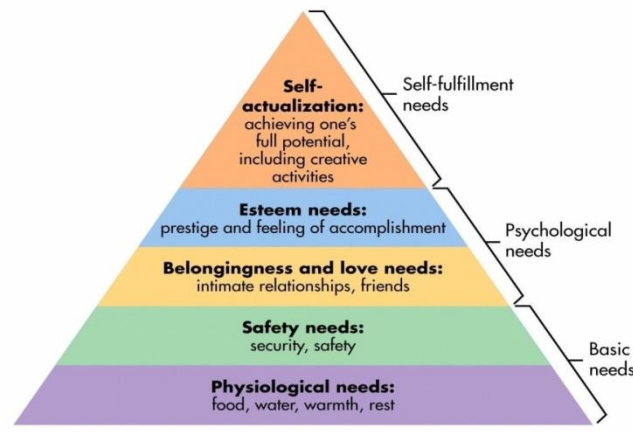 Self-
actualization:
achieving one's
full potential,
including creative
activities
Self-fulfillment
needs
Esteem needs:
prestige and feeling of accomplishment
Psychological
needs
Belongingness and love needs:
intimate relationships, friends
Safety needs:
security, safety
Basic
needs
Physiological needs:
food, water, warmth, rest